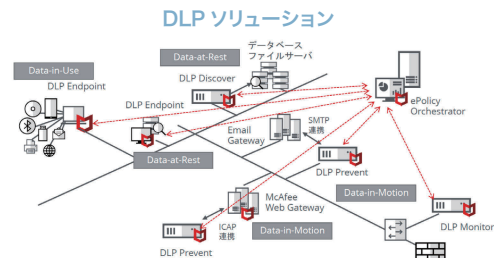 DLP ソリューション
データベース
ファイルサーバ
Data-at-Rest
Data-in-Use
DLP Endpoint
DLP Discover
DLP Endpoint
ePolicy
Orchestrator
Email
Gateway
SMTP
連携
Data-at-Rest
DLP Prevent
McAfee
Web Gateway
Data-in-Motion
ICAP
連携
Data-in-Motion
DLP Monitor
DLP Prevent